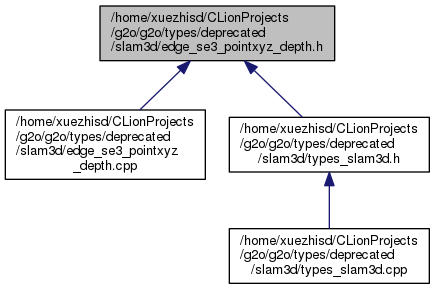 /home/xuezhisd/CLionProjects
/g2o/g2o/types/deprecated
/slam3d/edge_se3_pointxyz_depth.h
/home/xuezhisd/CLionProjects
/g2o/g2o/types/deprecated
/slam3d/edge_se3_pointxyz
_depth.cpp
/home/xuezhisd/CLionProjects
/g2o/g2o/types/deprecated
/slam3d/types_slam3d.h
/home/xuezhisd/CLionProjects
/g2o/g2o/types/deprecated
/slam3d/types_slam3d.cpp